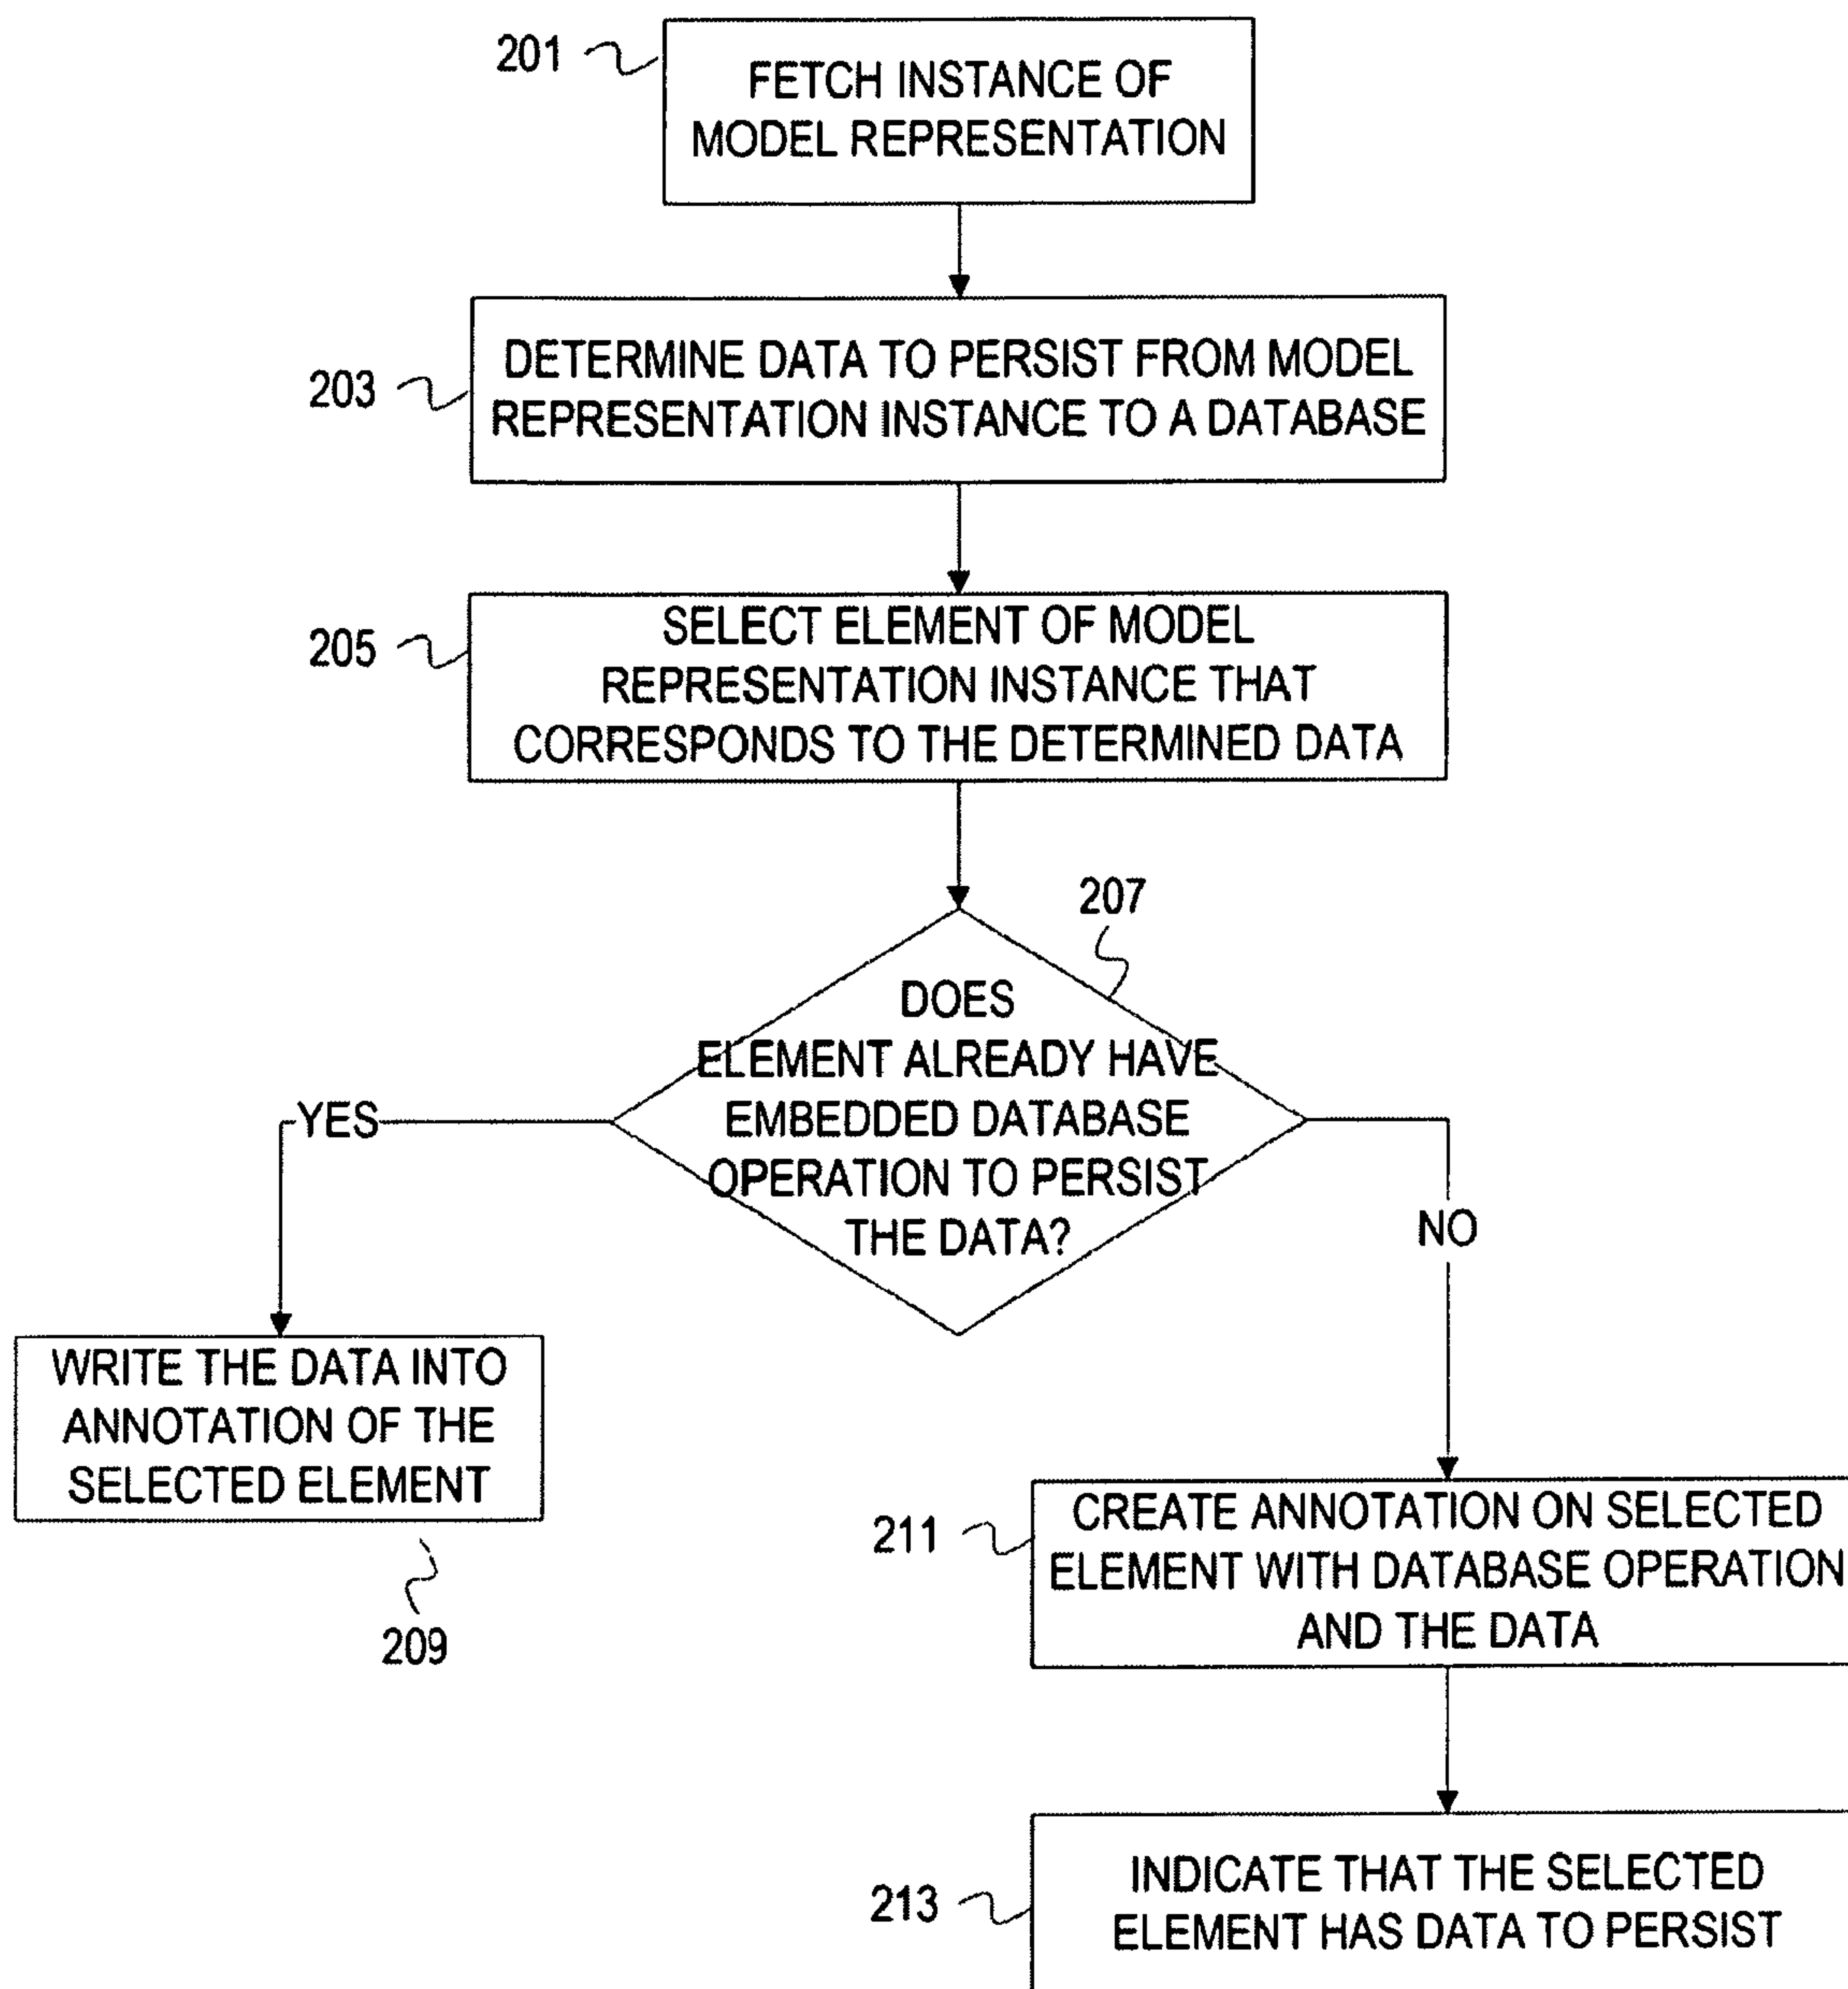 201
FETCH INSTANCE OF
MODEL REPRESENTATION
203
DETERMINE DATA TO PERSIST FROM MODEL
REPRESENTATION INSTANCE TO A DATABASE
205
SELECT ELEMENT OF MODEL
REPRESENTATION INSTANCE THAT
CORRESPONDS TO THE DETERMINED DATA
207
DOES
ELEMENT ALREADY HAVE
EMBEDDED DATABASE
OPERATION TO PERSIST
THE DATA?
YES
NO
WRITE THE DATA INTO
ANNOTATION OF THE
SELECTED ELEMENT
209
211
CREATE ANNOTATION ON SELECTED
ELEMENT WITH DATABASE OPERATION
AND THE DATA
213
INDICATE THAT THE SELECTED
ELEMENT HAS DATA TO PERSIST